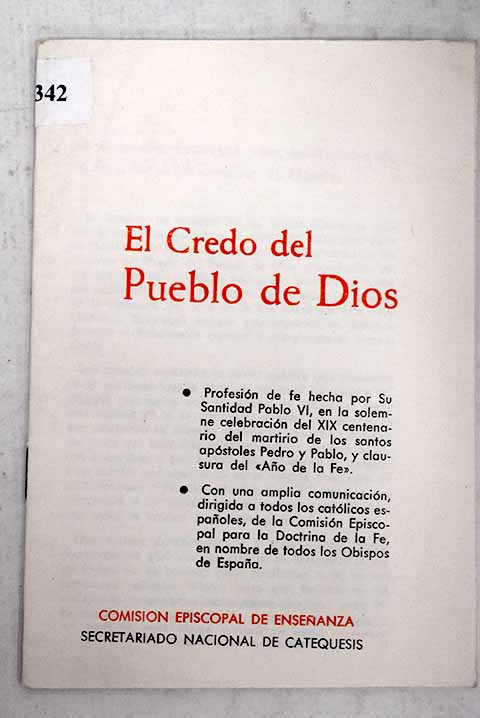 342
El Credo del
Pueblo de Dios
● Profesión de fe hecha por Su
Santidad Pablo VI, en la solem-
ne celebración del XIX centena-
rio del martirio de los santos
apóstoles Pedro y Pablo, y clau-
sura del «Año de la Fe».
● Con una amplia comunicación,
dirigida a todos los católicos es-
pañoles, de la Comisión Episco-
pal para la Doctrina de la Fe,
en nombre de todos los Obispos
de España.
COMISION EPISCOPAL DE ENSEÑANZA
SECRETARIADO NACIONAL DE CATEQUESIS